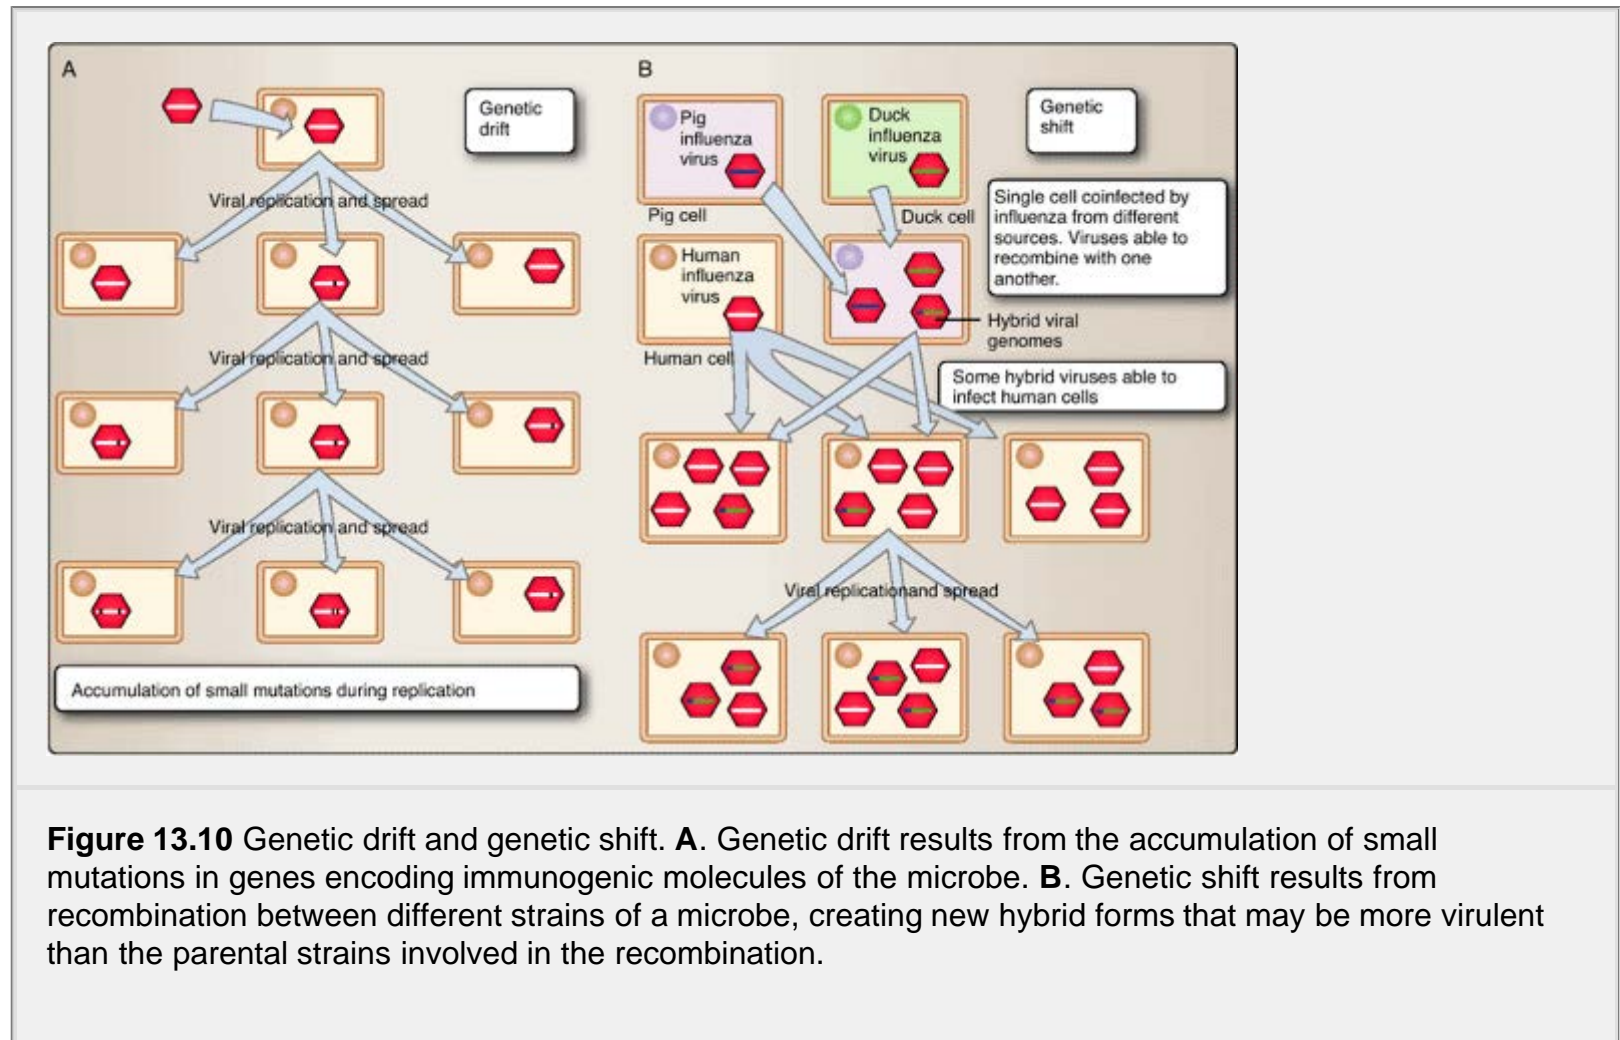 A
Genetic
drift
Viral replication and spread
Viral replication and spread
Viral replication and spread
Accumulation of small mutations during replication
B
Pig
influenza
virus
Pig cell
Duck
influenza
virus
Duck cell
Genetic
shift
Single cell coinfected by
influenza from different
sources. Viruses able to
recombine with one
another.
Human
influenza
virus
Human cell
Hybrid viral
genomes
Some hybrid viruses able to
infect human cells
Viral replicationand spread
Figure 13.10 Genetic drift and genetic shift. A. Genetic drift results from the accumulation of small
mutations in genes encoding immunogenic molecules of the microbe. B. Genetic shift results from
recombination between different strains of a microbe, creating new hybrid forms that may be more virulent
than the parental strains involved in the recombination.